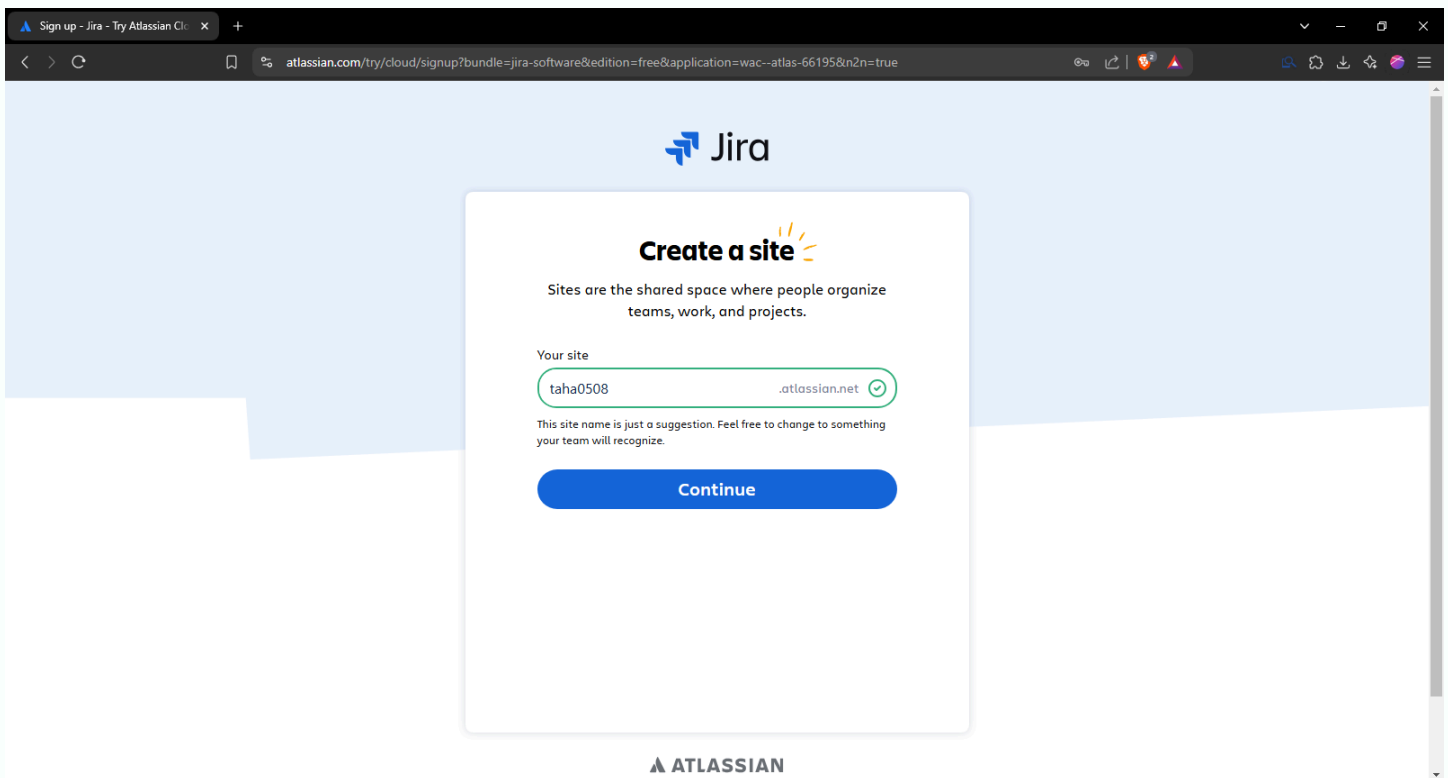 Sign up - Jira - Try Atlassian Clo
atlassian.com/try/cloud/signup?bundle=jira-software&edition=free&application=wac--atlas-66195&n2n=true
2
Jira
Create a site
Sites are the shared space where people organize
teams, work, and projects.
Your site
taha0508 .atlassian.net
This site name is just a suggestion. Feel free to change to something
your team will recognize.
Continue
ATLASSIAN